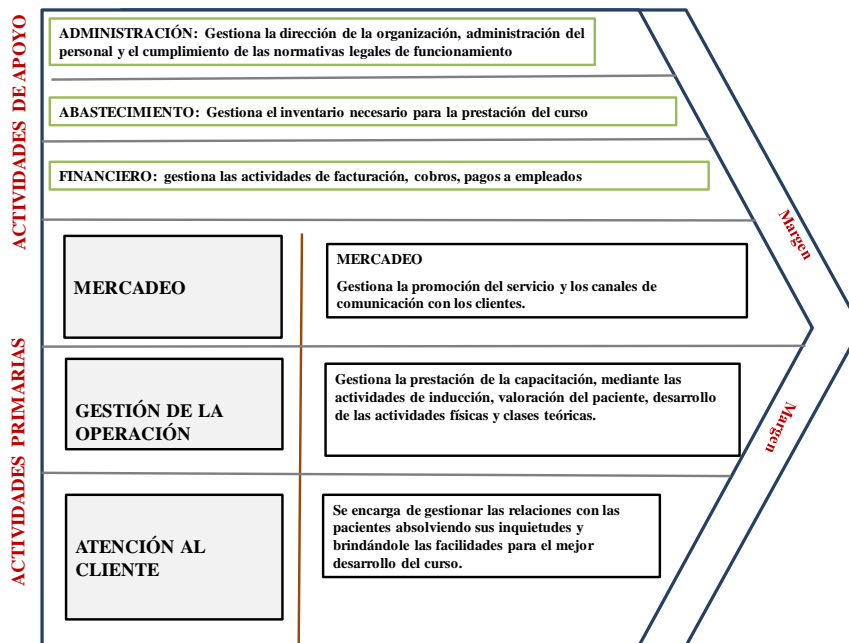 ACTIVIDADES DE APOYO
ADMINISTRACIÓN: Gestiona la dirección de la organización, administración del
personal y el cumplimiento de las normativas legales de funcionamiento
ABASTECIMIENTO: Gestiona el inventario necesario para la prestación del curso
FINANCIERO: gestiona las actividades de facturación, cobros, pagos a empleados
Margen
ACTIVIDADES PRIMARIAS
MERCADEO
MERCADEO
Gestiona la promoción del servicio y los canales de
comunicación con los clientes.
GESTIÓN DE LA
OPERACIÓN
Gestiona la prestación de la capacitación, mediante las
actividades de inducción, valoración del paciente, desarrollo
de las actividades físicas y clases teóricas.
Margen
ATENCIÓN AL
CLIENTE
Se encarga de gestionar las relaciones con las
pacientes absolviendo sus inquietudes y
brindándole las facilidades para el mejor
desarrollo del curso.